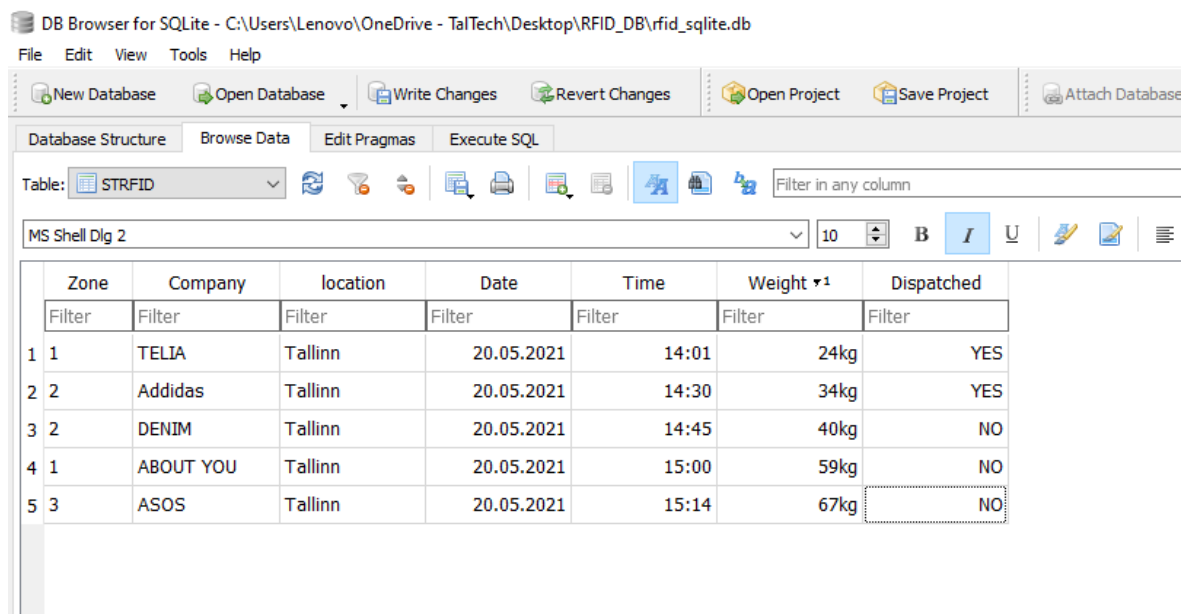 DB Browser for SQLite - C:\Users\Lenovo\OneDrive - TalTech\Desktop\RFID_DB\rfid_sqlite.db
File Edit View Tools Help
New Database Open Database Write Changes Revert Changes Open Project Save Project Attach Database
Database Structure Browse Data Edit Pragmas Execute SQL
Table: STRFID Filter in any column
MS Shell Dlg 2 10 B I U
Zone Company location Date Time Weight 1 Dispatched
Filter Filter Filter Filter Filter Filter Filter
1 1 TELIA Tallinn 20.05.2021 14:01 24kg YES
2 2 Addidas Tallinn 20.05.2021 14:30 34kg YES
3 2 DENIM Tallinn 20.05.2021 14:45 40kg NO
4 1 ABOUT YOU Tallinn 20.05.2021 15:00 59kg NO
5 3 ASOS Tallinn 20.05.2021 15:14 67kg NO